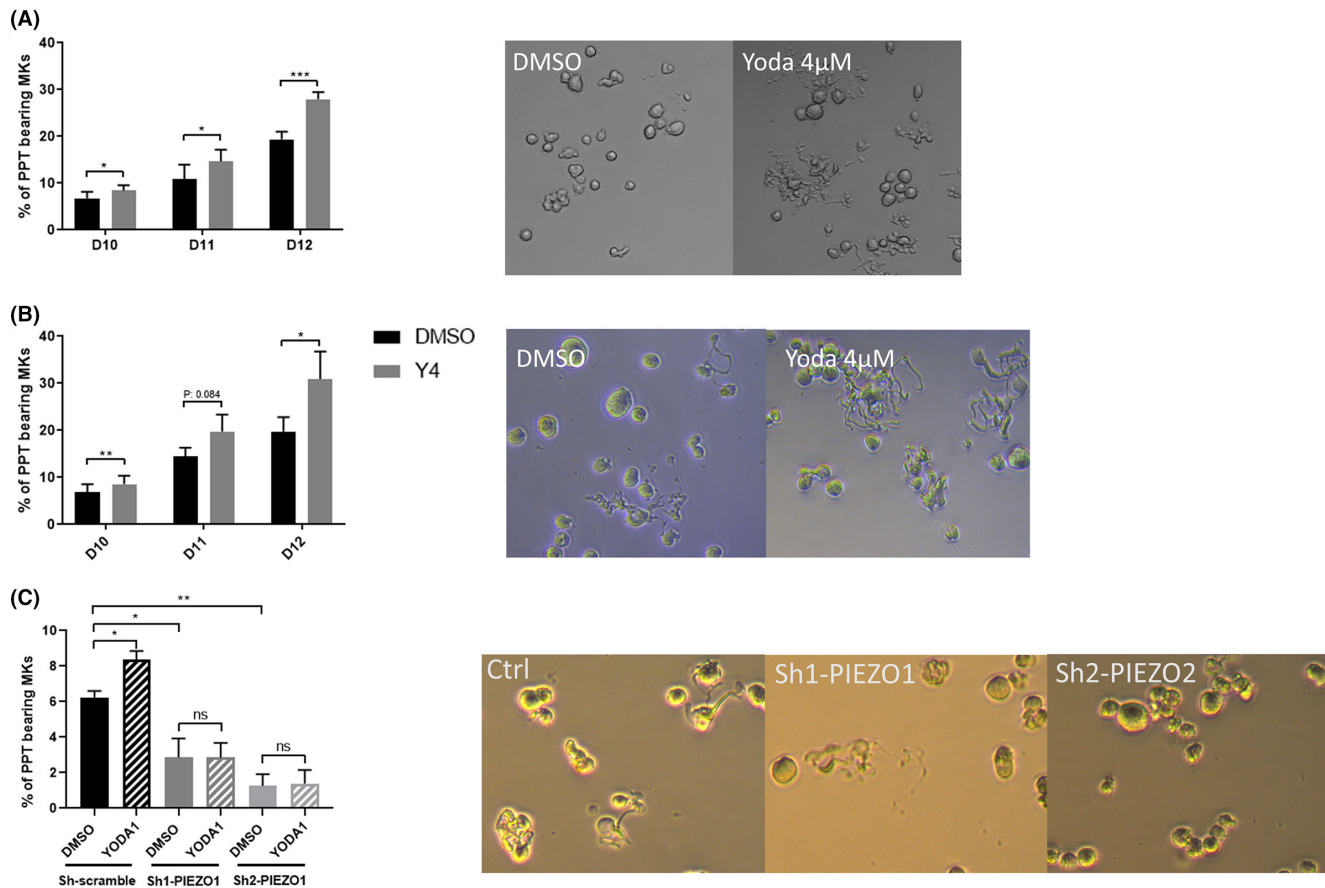 (A)
% of PPT bearing MKs
40
30
20
10
0
*
*
***
D10
D11
D12
DMSO
Yoda 4µM
(B)
% of PPT bearing MKs
40
30
20
10
0
**
P: 0.084
*
D10
D11
D12
DMSO
Y4
DMSO
Yoda 4µM
(C)
% of PPT bearing MKs
10
8
6
4
2
0
**
*
*
ns
ns
DMSO
YODA1
DMSO
YODA1
DMSO
YODA1
Sh-scramble
Sh1-PIEZO1
Sh2-PIEZO1
Ctrl
Sh1-PIEZO1
Sh2-PIEZO2